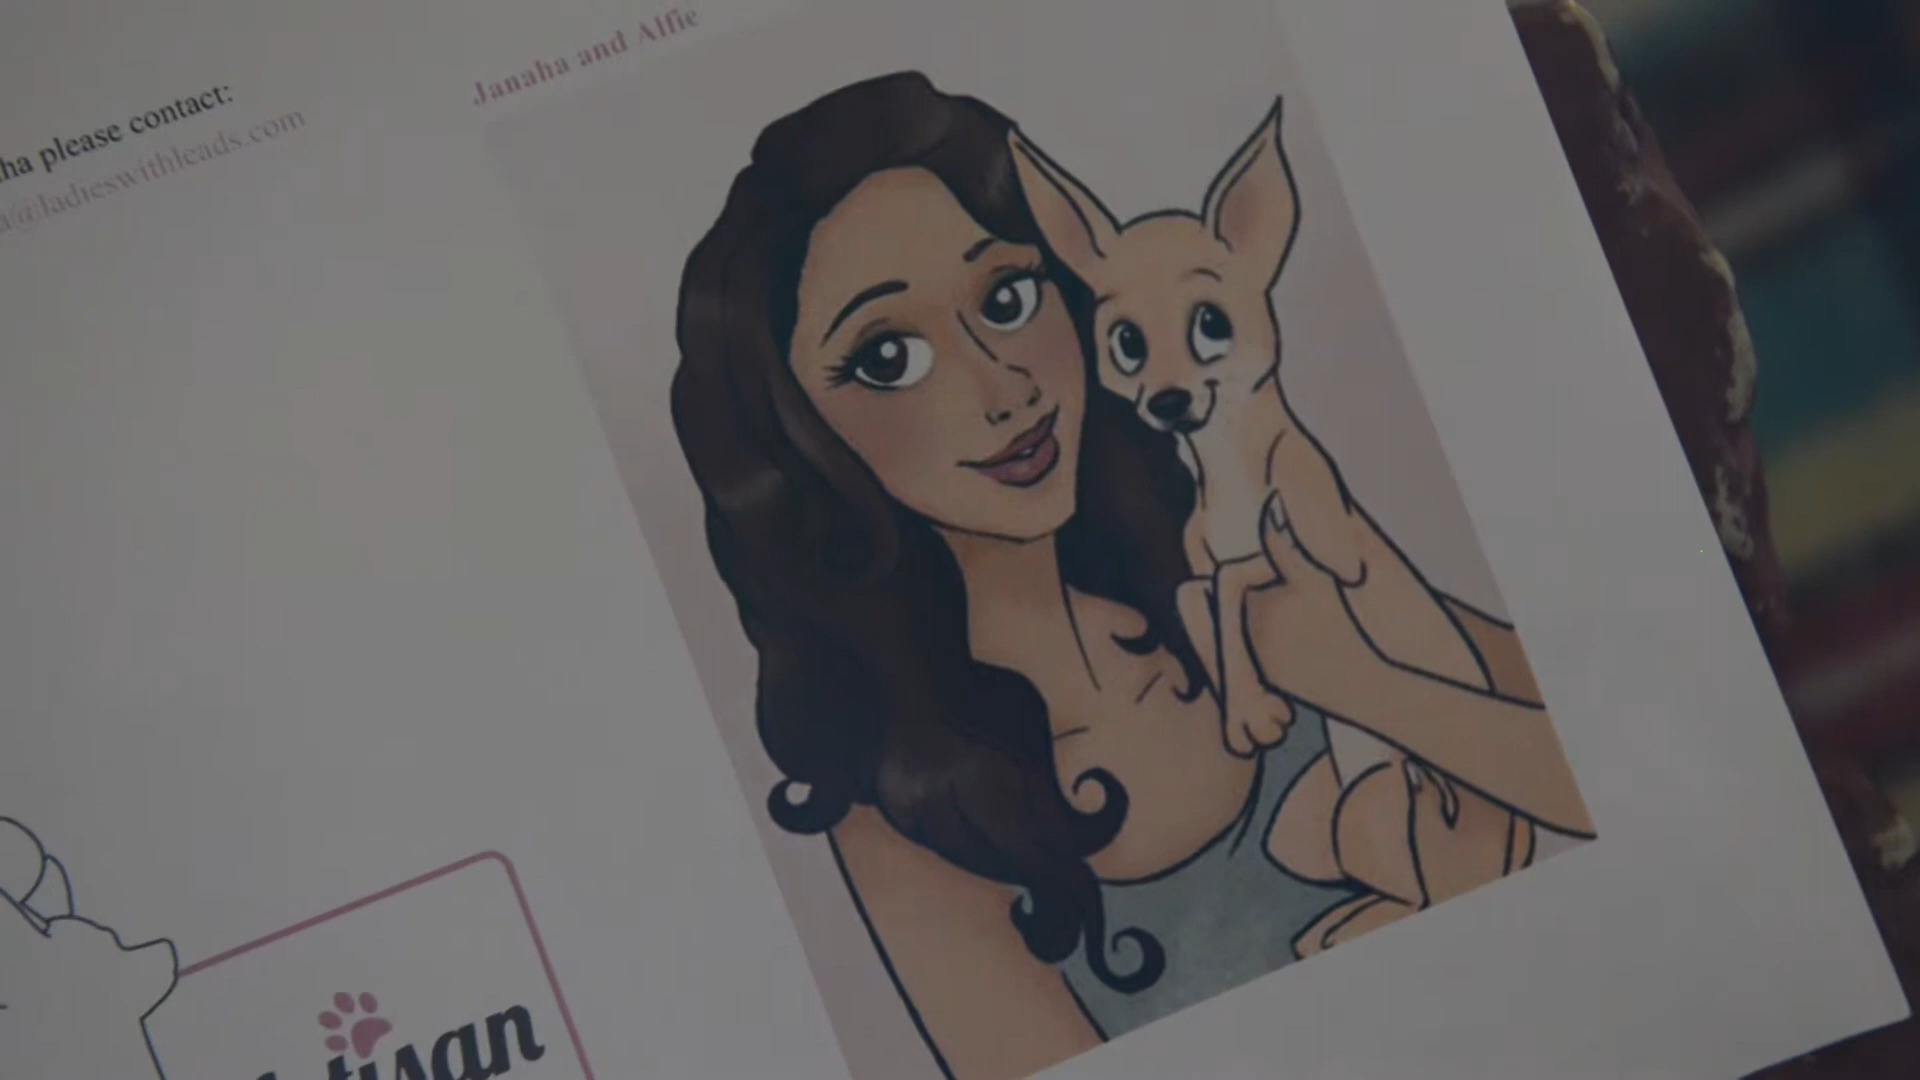 Janaha and Alfie
ha please contact:
a@ladieswithleads.com
tisan